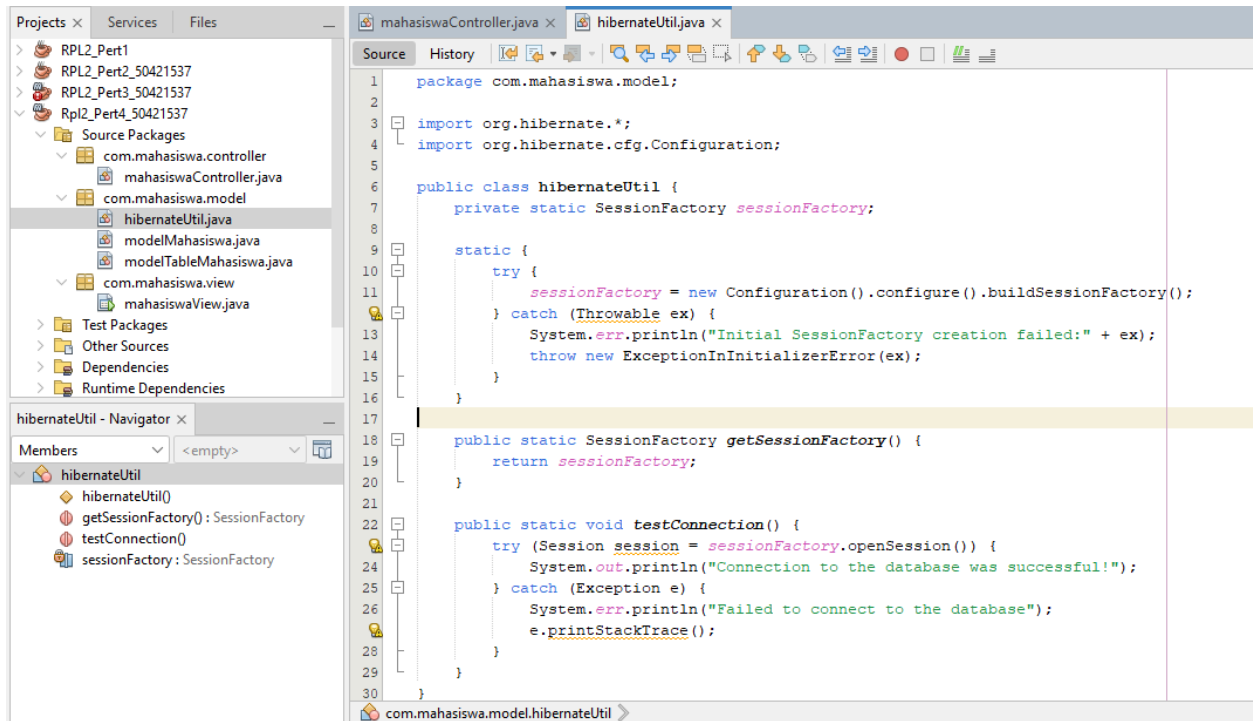 Projects × Services Files
RPL2_Pert1
RPL2_Pert2_50421537
RPL2_Pert3_50421537
Rpl2_Pert4_50421537
Source Packages
com.mahasiswa.controller
mahasiswaController.java
com.mahasiswa.model
hibernateUtil.java
modelMahasiswa.java
modelTableMahasiswa.java
com.mahasiswa.view
mahasiswaView.java
Test Packages
Other Sources
Dependencies
Runtime Dependencies
hibernateUtil - Navigator ×
Members <empty>
hibernateUtil
hibernateUtil()
getSessionFactory() : SessionFactory
testConnection()
sessionFactory : SessionFactory
mahasiswaController.java × hibernateUtil.java ×
Source History
1 package com.mahasiswa.model;
2
3 import org.hibernate.*;
4 import org.hibernate.cfg.Configuration;
5
6 public class hibernateUtil {
7 private static SessionFactory sessionFactory;
8
9 static {
10 try {
11 sessionFactory = new Configuration().configure().buildSessionFactory();
} catch (Throwable ex) {
13 System.err.println("Initial SessionFactory creation failed:" + ex);
14 throw new ExceptionInInitializerError(ex);
15 }
16 }
17
18 public static SessionFactory getSessionFactory() {
19 return sessionFactory;
20 }
21
22 public static void testConnection() {
try (Session session = sessionFactory.openSession()) {
24 System.out.println("Connection to the database was successful!");
25 } catch (Exception e) {
26 System.err.println("Failed to connect to the database");
e.printStackTrace();
28 }
29 }
30 }
com.mahasiswa.model.hibernateUtil